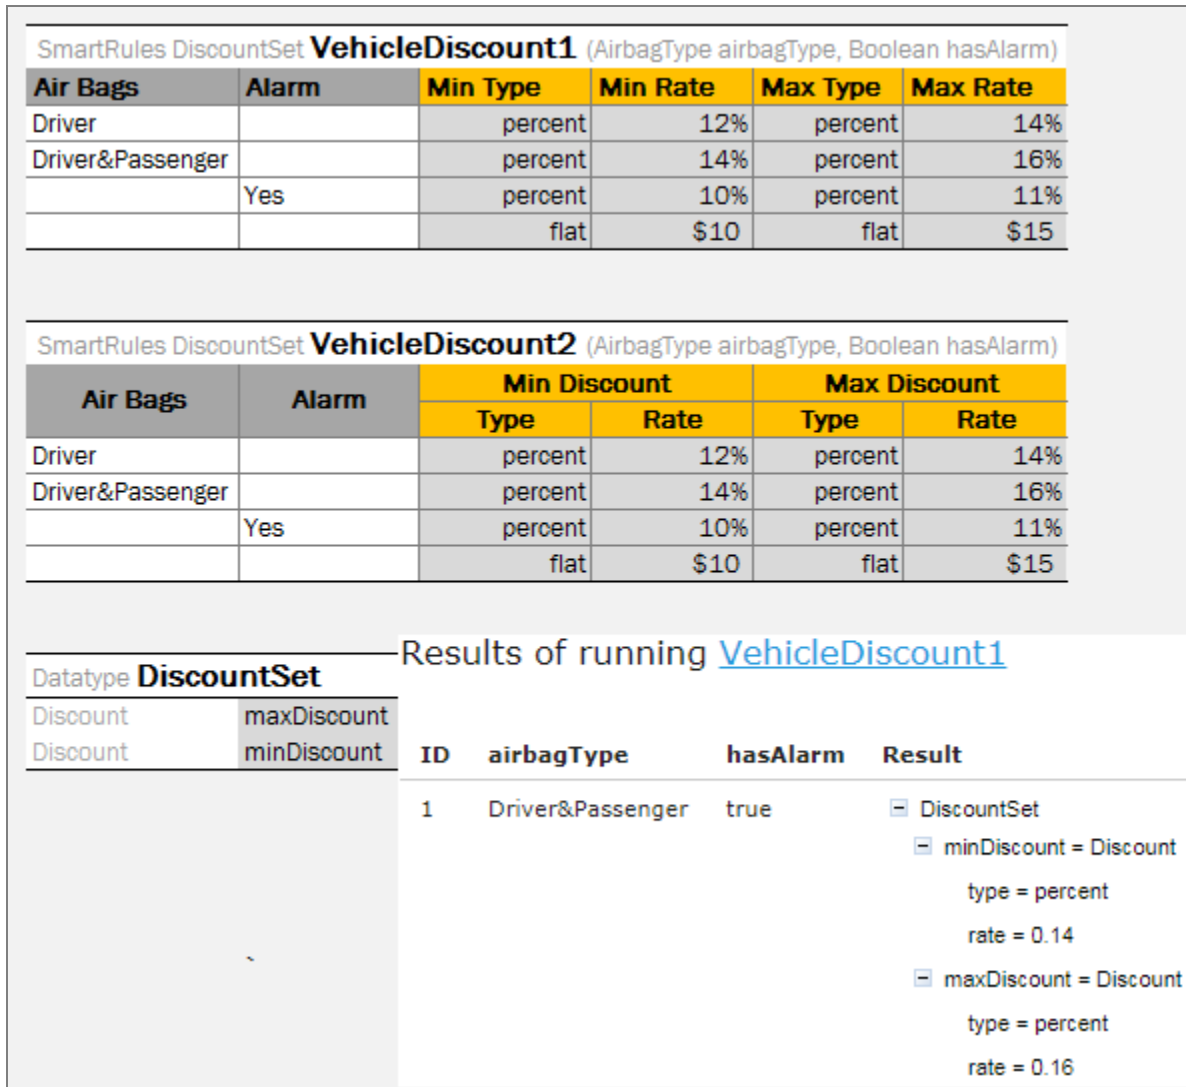 SmartRules DiscountSet VehicleDiscount1 (AirbagType airbagType, Boolean hasAlarm)
Air Bags Alarm Min Type Min Rate Max Type Max Rate
Driver percent 12% percent 14%
Driver&Passenger percent 14% percent 16%
Yes percent 10% percent 11%
flat $10 flat $15
SmartRules DiscountSet VehicleDiscount2 (AirbagType airbagType, Boolean hasAlarm)
Air Bags Alarm Min Discount Max Discount
Type Rate Type Rate
Driver percent 12% percent 14%
Driver&Passenger percent 14% percent 16%
Yes percent 10% percent 11%
flat $10 flat $15
Datatype DiscountSet
Discount maxDiscount
Discount minDiscount
`
Results of running VehicleDiscount1
ID airbagType hasAlarm Result
1 Driver&Passenger true DiscountSet
minDiscount = Discount
type = percent
rate = 0.14
maxDiscount = Discount
type = percent
rate = 0.16